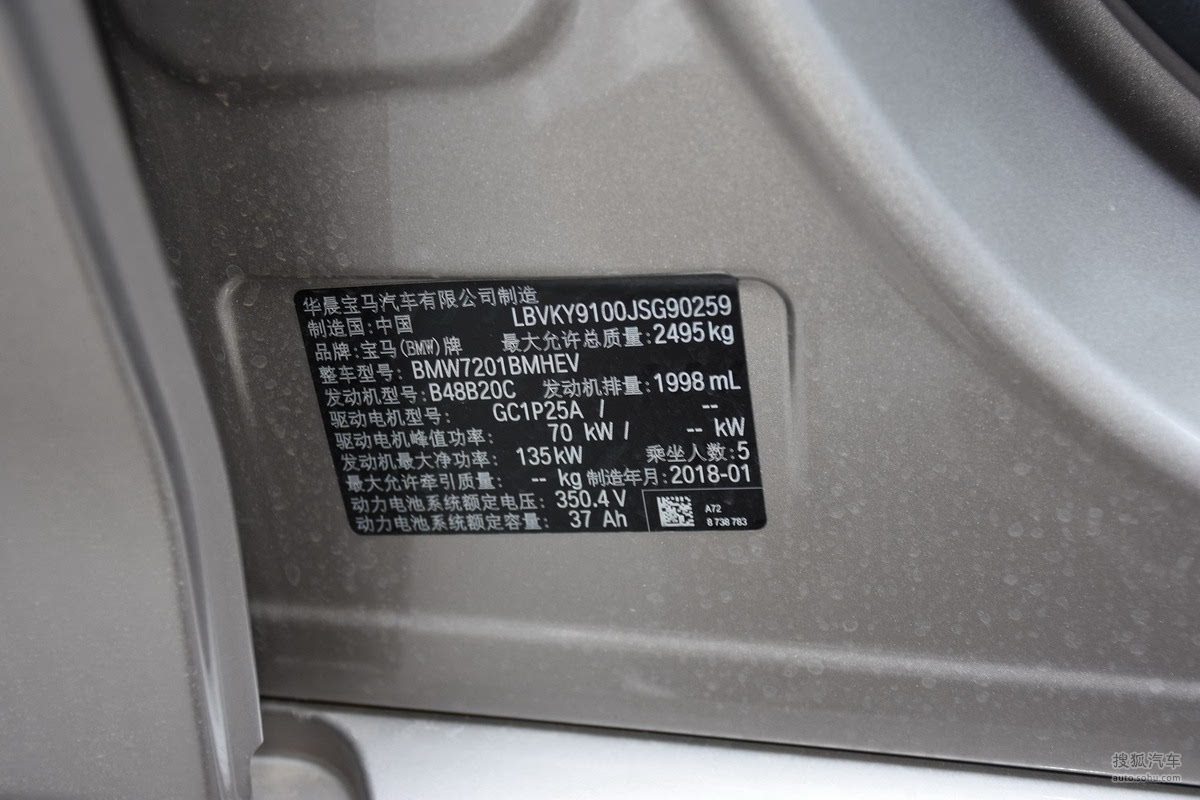 华晨宝马汽车有限公司制造
制造国:中国 LBVKY9100JSG90259
品牌:宝马(BMW)牌 最大允许总质量:2495kg
整车型号: BMW7201BMHEV
发动机型号:B48B20C 发动机排量:1998 mL
驱动电机型号: GC1P25A / --
驱动电机峰值功率: 70 kW / -- kW
发动机最大净功率: 135kW 乘坐人数:5
最大允许牵引质量: -- kg 制造年月:2018-01
动力电池系统额定电压: 350.4 V
动力电池系统额定容量: 37 Ah
A72
8 738 783
搜狐汽车
auto.sohu.com